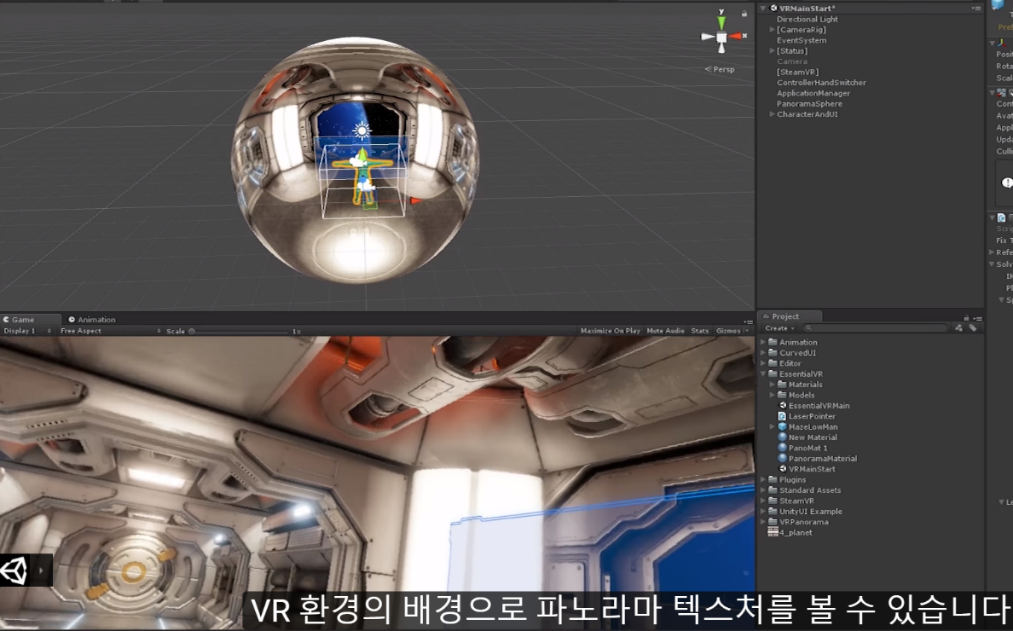 VRMainStart*
Directional Light
[CameraRig]
EventSystem
[Status]
Camera
[SteamVR]
ControllerHandSwitcher
ApplicationManager
PanoramaSphere
CharacterAndUI
y
x
Persp
Game
Animation
Display 1
Free Aspect
Scale
1x
Maximize On Play
Mute Audio
Stats
Gizmos
Project
Create
Animation
CurvedUI
Editor
EssentialVR
Materials
Models
EssentialVRMain
LaserPointer
MazeLowMan
New Material
PanoMat 1
PanoramaMaterial
VRMainStart
Plugins
Standard Assets
SteamVR
UnityUI Example
VRPanorama
4_planet
VR 환경의 배경으로 파노라마 텍스처를 볼 수 있습니다